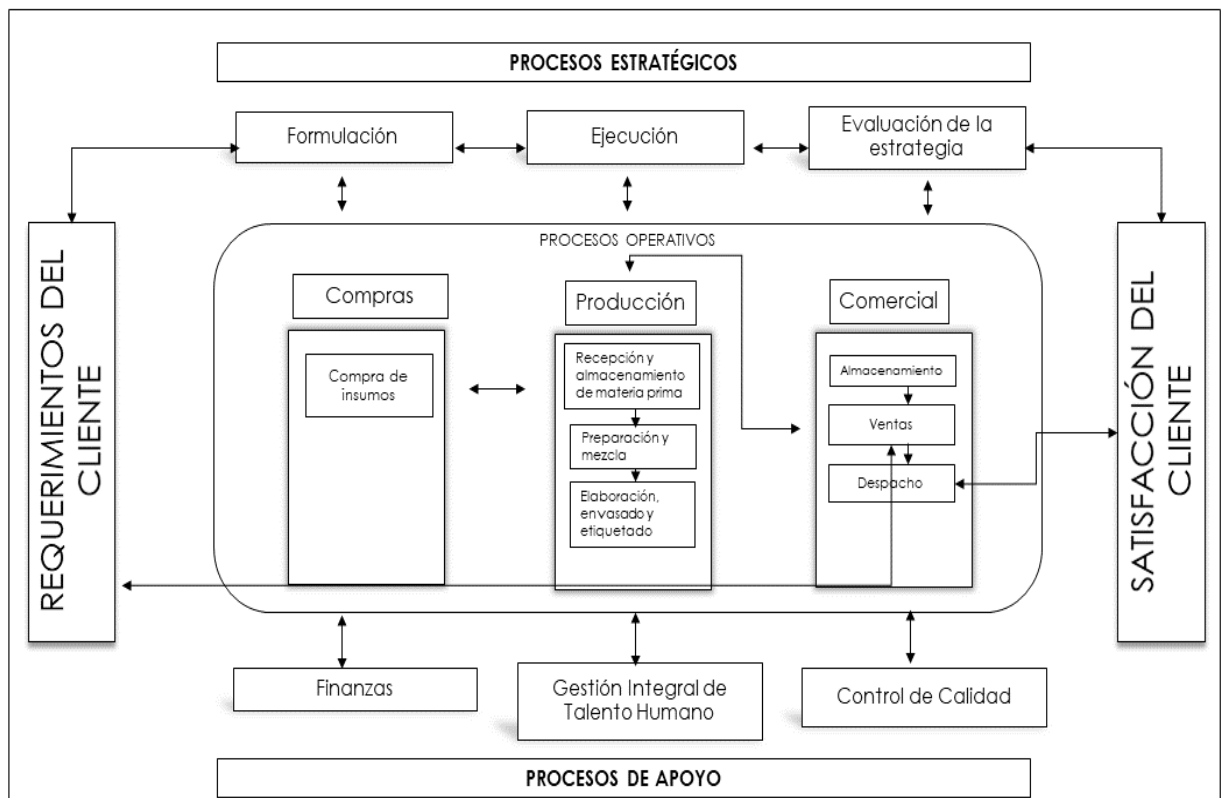 PROCESOS ESTRATÉGICOS
Formulación
Ejecución
Evaluación de la
estrategia
REQUERIMIENTOS DEL
CLIENTE
PROCESOS OPERATIVOS
Compras
Compra de
insumos
Producción
Recepción y
almacenamiento
de materia prima
Preparación y
mezcla
Elaboración,
envasado y
etiquetado
Comercial
Almacenamiento
Ventas
Despacho
SATISFACCIÓN DEL
CLIENTE
Finanzas
Gestión Integral de
Talento Humano
Control de Calidad
PROCESOS DE APOYO